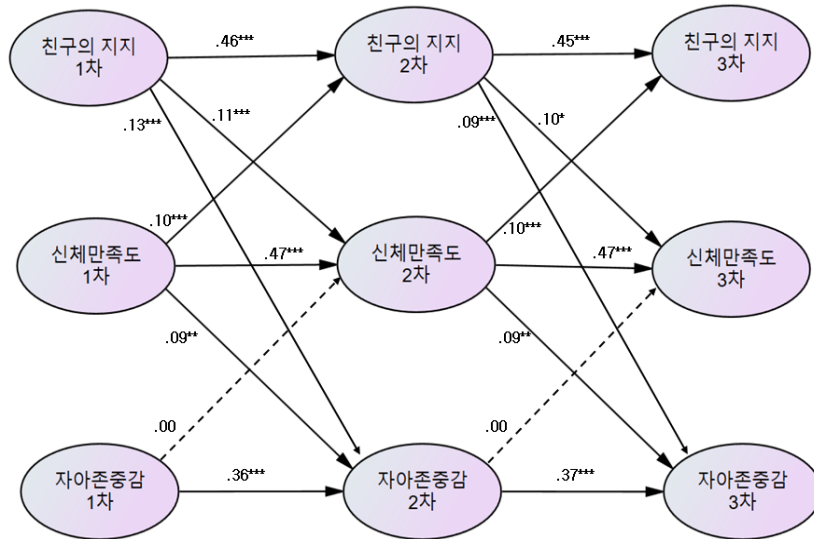 친구의 지지
1차
.46***
친구의 지지
2차
.45***
친구의 지지
3차
.13***
.11***
.09***
.10*
.10***
.10***
신체만족도
1차
.47***
신체만족도
2차
.47***
신체만족도
3차
.09**
.09**
.00
.00
자아존중감
1차
.36***
자아존중감
2차
.37***
자아존중감
3차